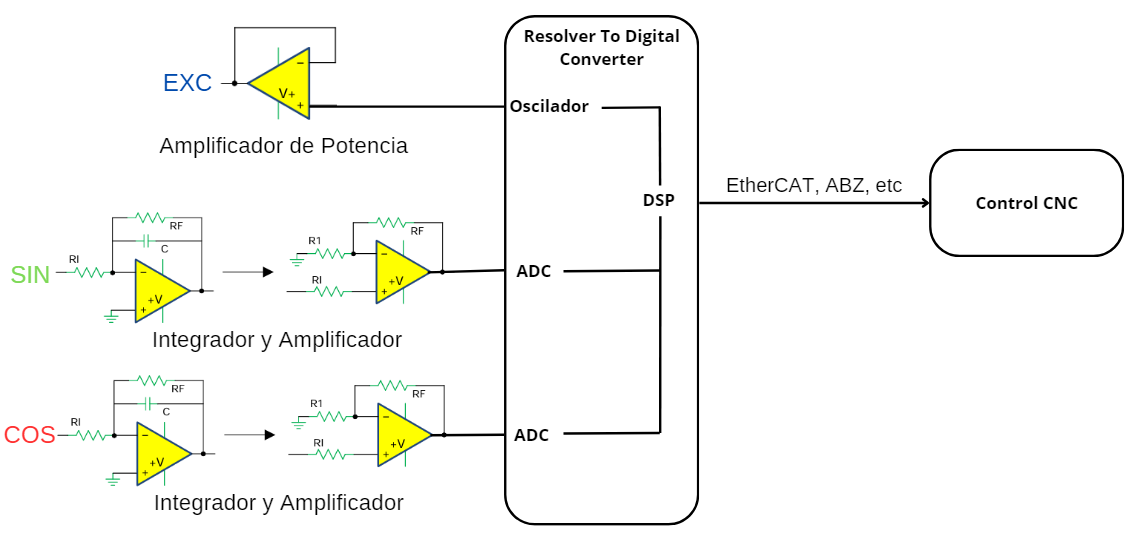 Resolver To Digital
Converter
EXC
−
V+
+
Oscilador
Amplificador de Potencia
EtherCAT, ABZ, etc
DSP
Control CNC
RF
C
RI
SIN
−
+V
+
R1
RF
−
RI
+V
+
ADC
Integrador y Amplificador
RF
C
RI
COS
−
+V
+
R1
RF
−
RI
+V
+
ADC
Integrador y Amplificador